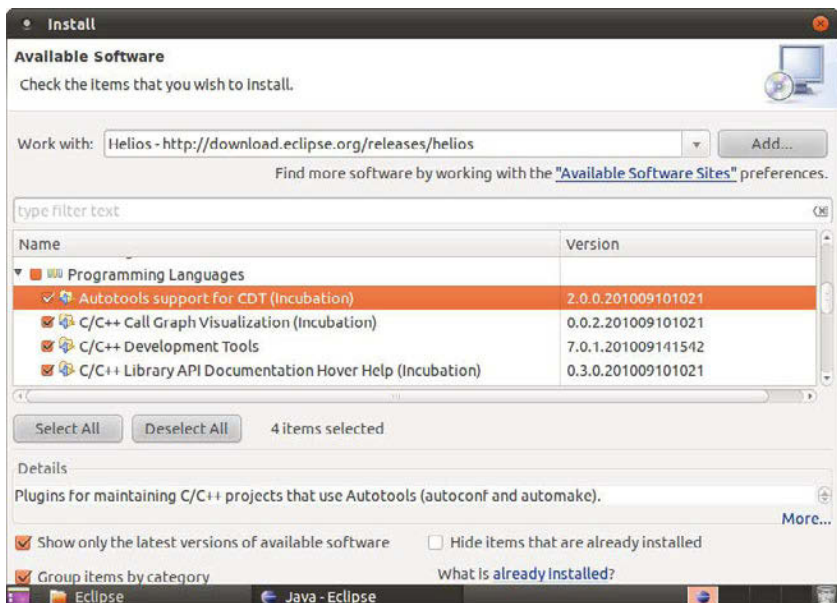 Install
Available Software
Check the items that you wish to install.
Work with: Helios - http://download.eclipse.org/releases/helios Add...
Find more software by working with the "Available Software Sites" preferences.
type filter text
Name Version
Programming Languages
Autotools support for CDT (Incubation) 2.0.0.201009101021
C/C++ Call Graph Visualization (Incubation) 0.0.2.201009101021
C/C++ Development Tools 7.0.1.201009141542
C/C++ Library API Documentation Hover Help (Incubation) 0.3.0.201009101021
Select All Deselect All 4 items selected
Details
Plugins for maintaining C/C++ projects that use Autotools (autoconf and automake).
More...
Show only the latest versions of available software Hide items that are already installed
Group items by category What is already installed?
Eclipse Java - Eclipse